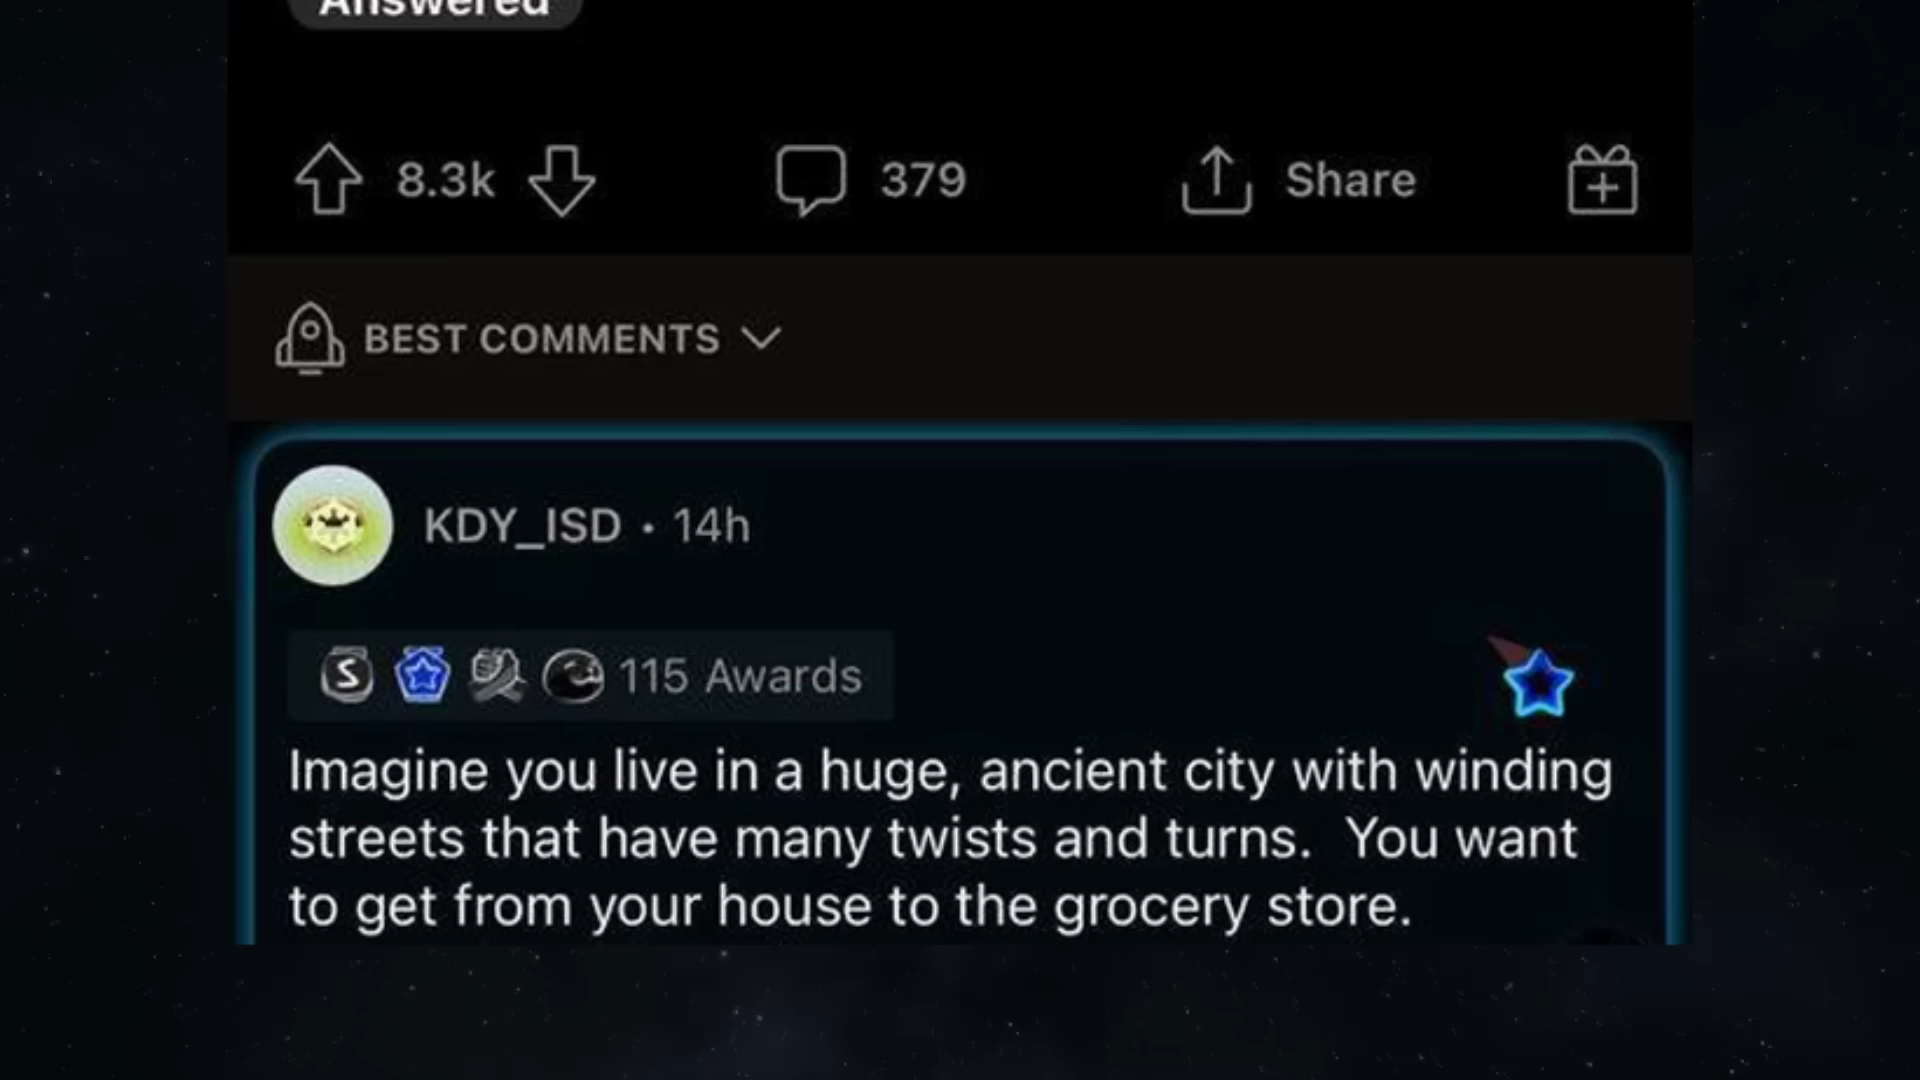 Answered
8.3k 379 Share
BEST COMMENTS
KDY_ISD • 14h
115 Awards
Imagine you live in a huge, ancient city with winding
streets that have many twists and turns.  You want
to get from your house to the grocery store.